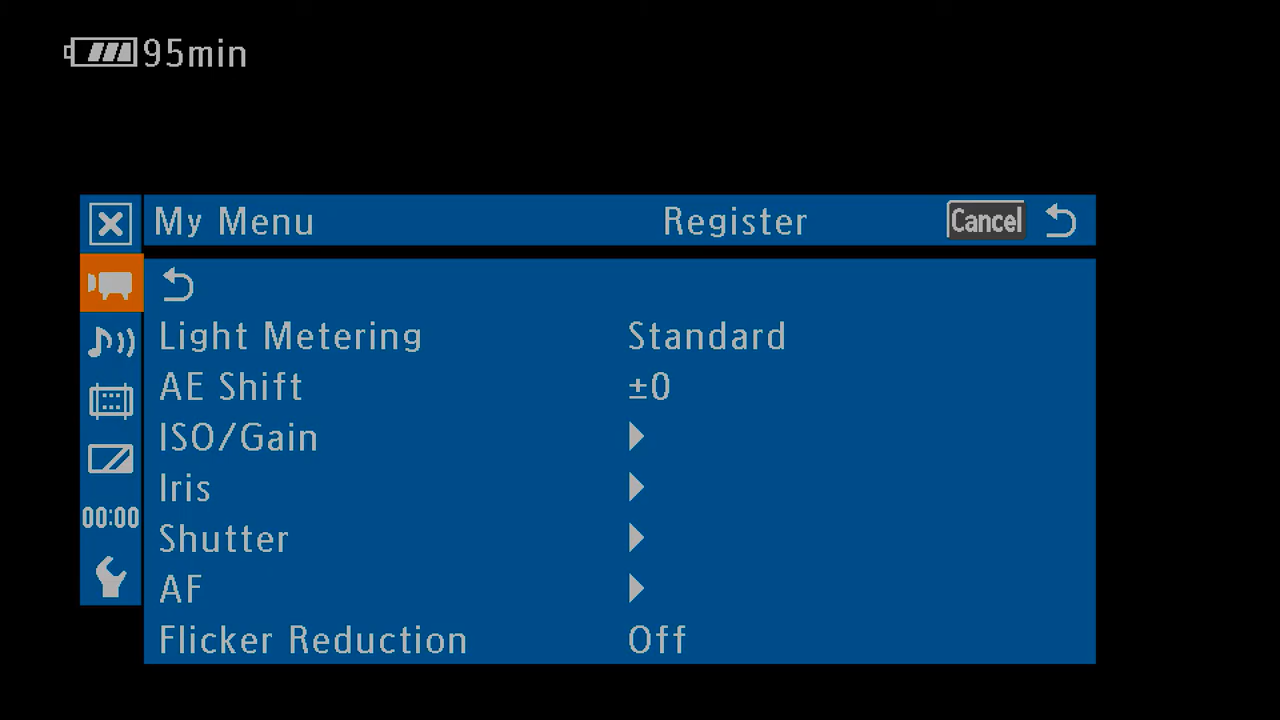 95min
My Menu Register Cancel
Light Metering Standard
AE Shift ±0
ISO/Gain
Iris
00:00
Shutter
AF
Flicker Reduction Off